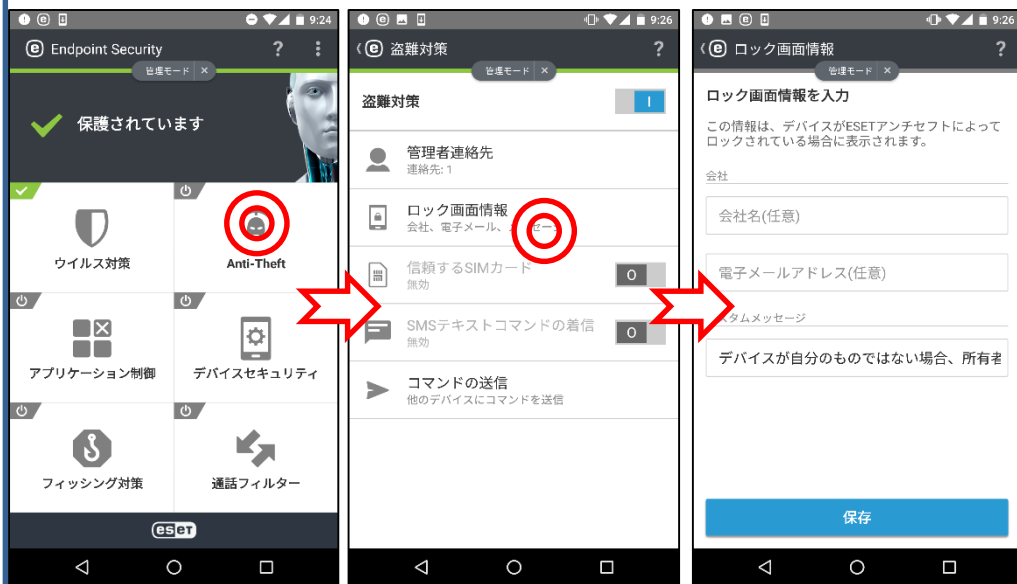 9:24
Endpoint Security
?
管理モード ×
保護されています
ウイルス対策
Anti-Theft
アプリケーション制御
デバイスセキュリティ
フィッシング対策
通話フィルター
eset
9:26
盗難対策
?
管理モード ×
盗難対策
管理者連絡先
連絡先: 1
ロック画面情報
会社、電子メール、
信頼するSIMカード
無効
SMSテキストコマンドの着信
無効
コマンドの送信
他のデバイスにコマンドを送信
9:26
ロック画面情報
?
管理モード ×
ロック画面情報を入力
この情報は、デバイスがESETアンチセフトによって
ロックされている場合に表示されます。
会社
会社名(任意)
電子メールアドレス(任意)
スタムメッセージ
デバイスが自分のものではない場合、所有者
保存